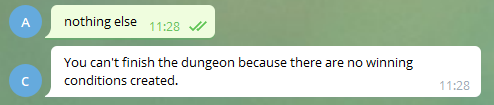 A
nothing else
11:28
C
You can't finish the dungeon because there are no winning
conditions created.
11:28